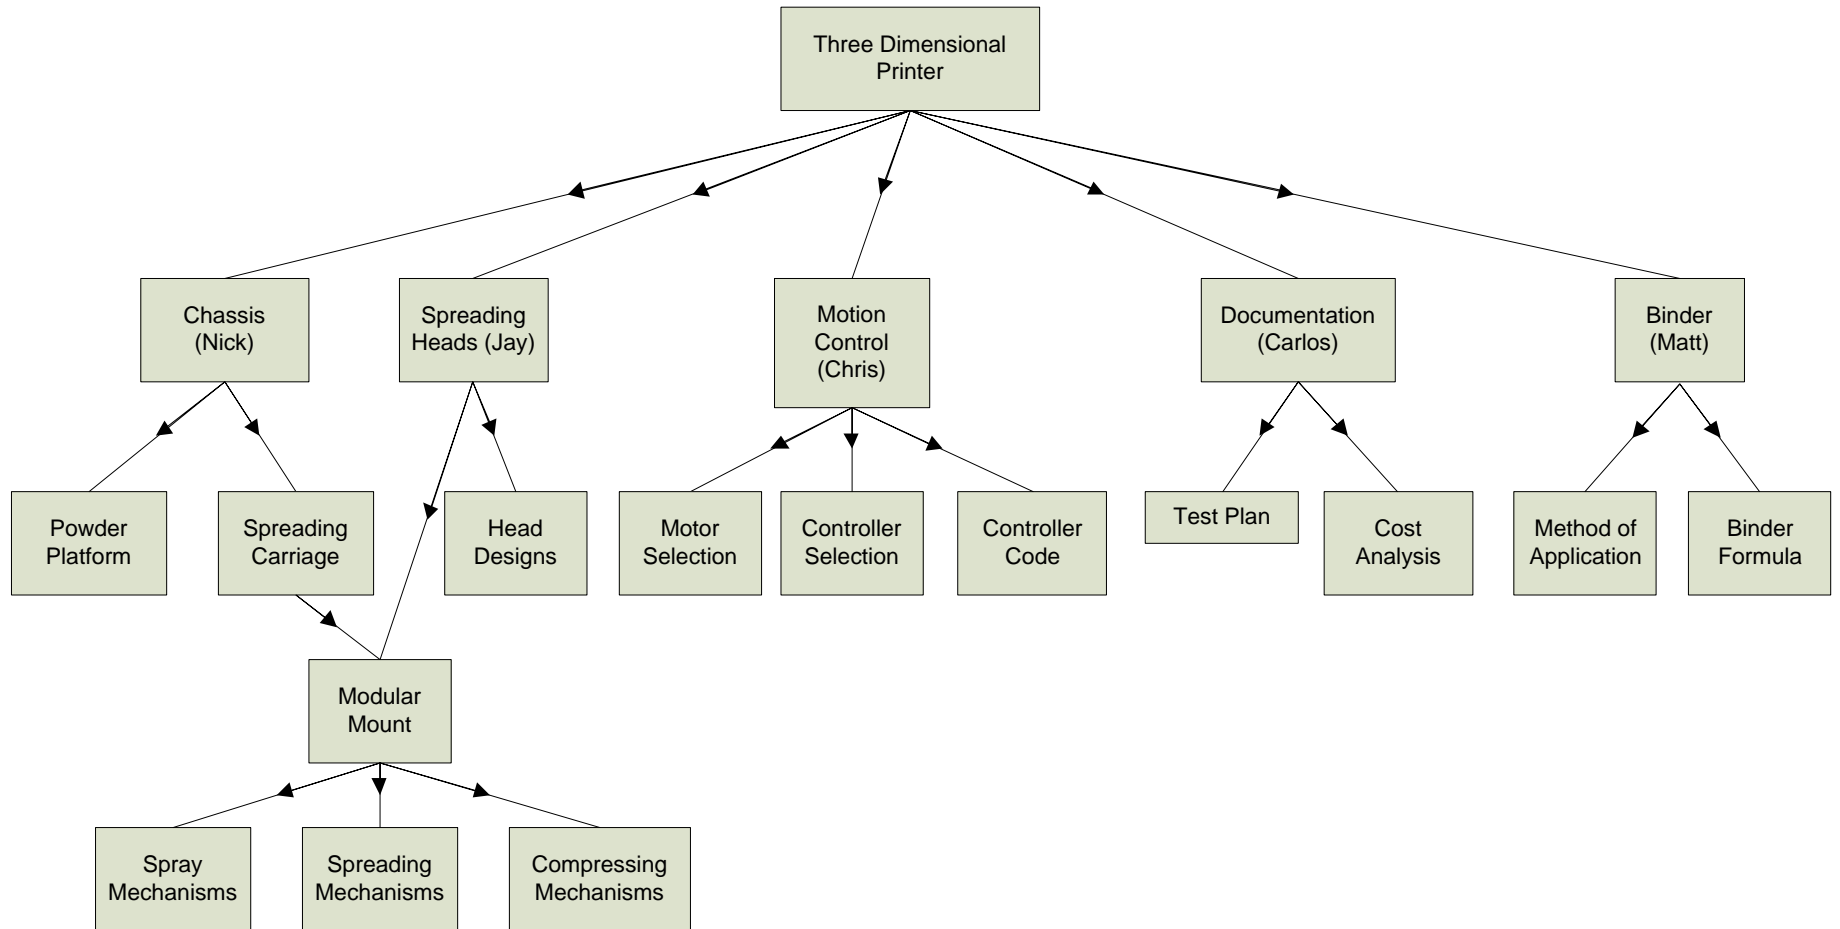 Three Dimensional
Printer
Chassis
(Nick)
Spreading
Heads (Jay)
Motion
Control
(Chris)
Documentation
(Carlos)
Binder
(Matt)
Powder
Platform
Spreading
Carriage
Head
Designs
Motor
Selection
Controller
Selection
Controller
Code
Test Plan
Cost
Analysis
Method of
Application
Binder
Formula
Modular
Mount
Spray
Mechanisms
Spreading
Mechanisms
Compressing
Mechanisms